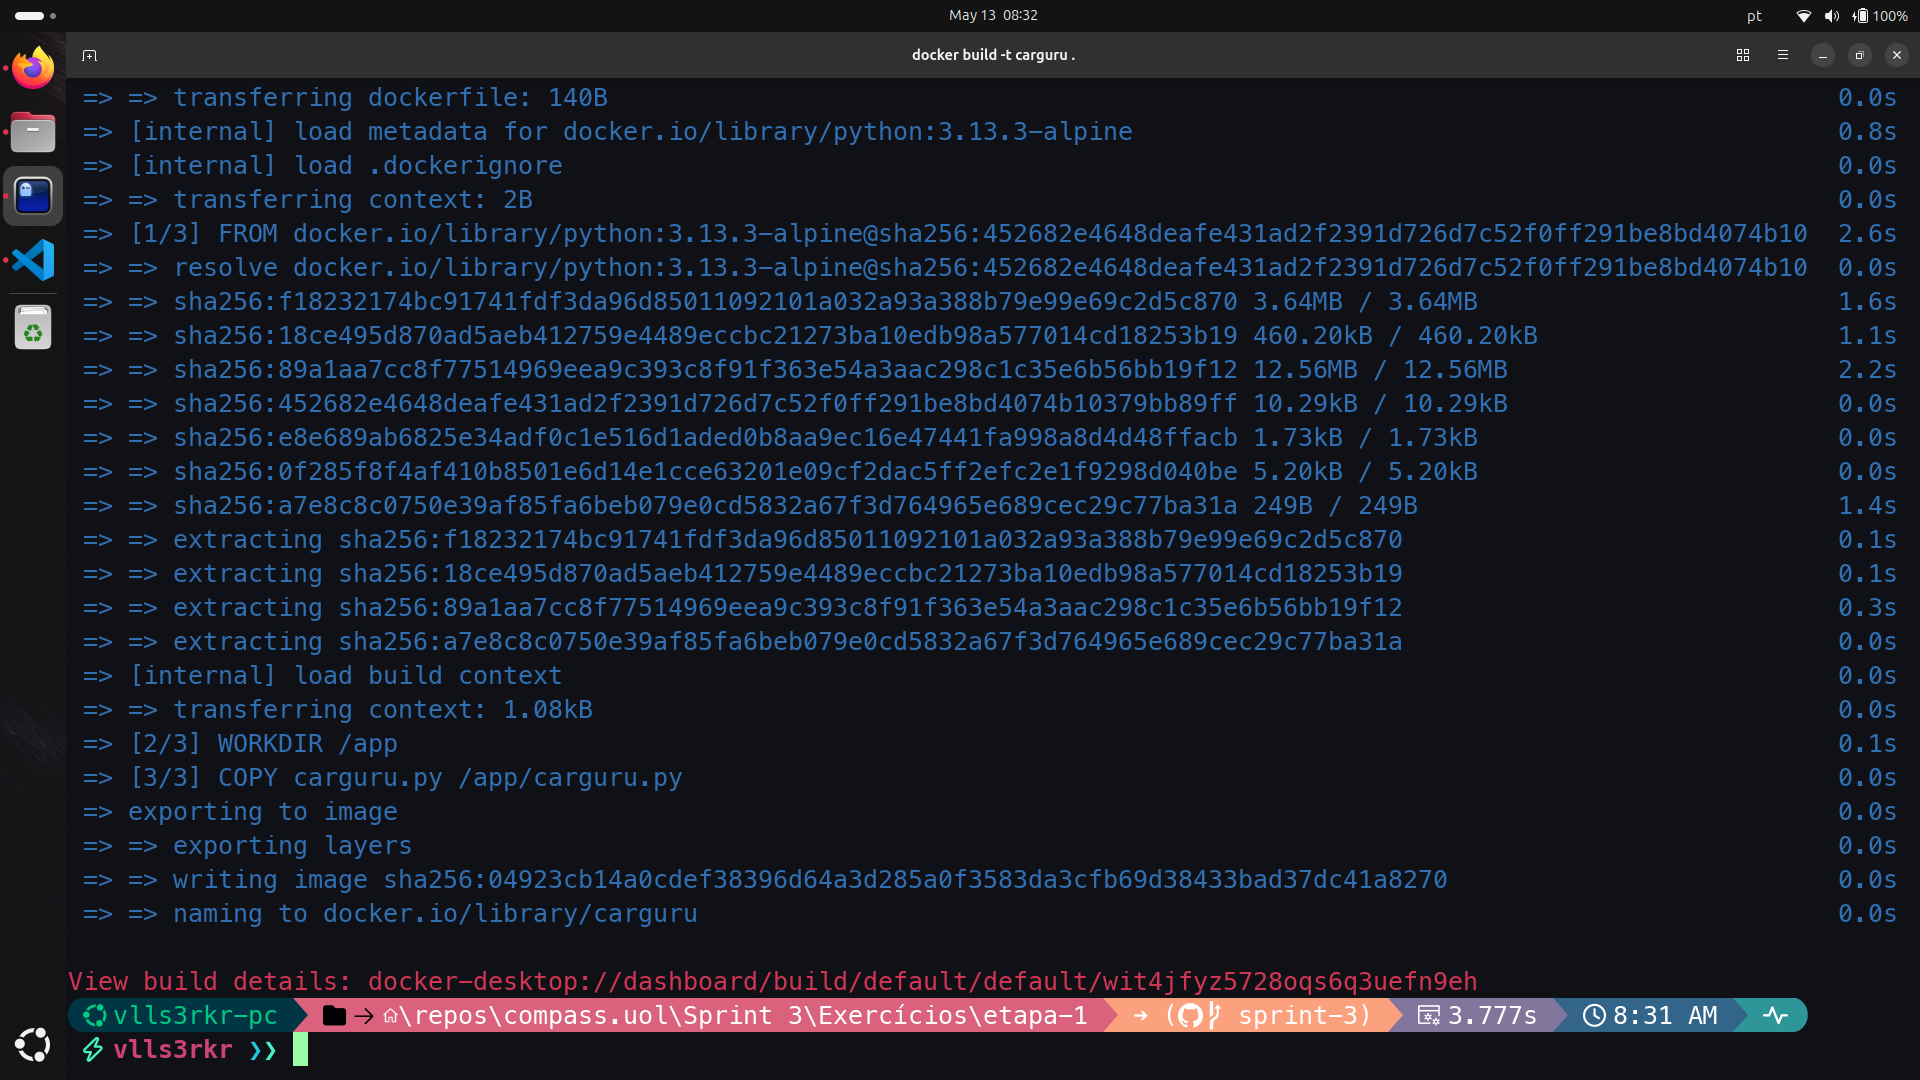 May 13 08:32
pt
100%
docker build -t carguru .
=> => transferring dockerfile: 140B 0.0s
=> [internal] load metadata for docker.io/library/python:3.13.3-alpine 0.8s
=> [internal] load .dockerignore 0.0s
=> => transferring context: 2B 0.0s
=> [1/3] FROM docker.io/library/python:3.13.3-alpine@sha256:452682e4648deafe431ad2f2391d726d7c52f0ff291be8bd4074b10 2.6s
=> => resolve docker.io/library/python:3.13.3-alpine@sha256:452682e4648deafe431ad2f2391d726d7c52f0ff291be8bd4074b10 0.0s
=> => sha256:f18232174bc91741fdf3da96d85011092101a032a93a388b79e99e69c2d5c870 3.64MB / 3.64MB 1.6s
=> => sha256:18ce495d870ad5aeb412759e4489eccbc21273ba10edb98a577014cd18253b19 460.20kB / 460.20kB 1.1s
=> => sha256:89a1aa7cc8f77514969eea9c393c8f91f363e54a3aac298c1c35e6b56bb19f12 12.56MB / 12.56MB 2.2s
=> => sha256:452682e4648deafe431ad2f2391d726d7c52f0ff291be8bd4074b10379bb89ff 10.29kB / 10.29kB 0.0s
=> => sha256:e8e689ab6825e34adf0c1e516d1aded0b8aa9ec16e47441fa998a8d4d48ffacb 1.73kB / 1.73kB 0.0s
=> => sha256:0f285f8f4af410b8501e6d14e1cce63201e09cf2dac5ff2efc2e1f9298d040be 5.20kB / 5.20kB 0.0s
=> => sha256:a7e8c8c0750e39af85fa6beb079e0cd5832a67f3d764965e689cec29c77ba31a 249B / 249B 1.4s
=> => extracting sha256:f18232174bc91741fdf3da96d85011092101a032a93a388b79e99e69c2d5c870 0.1s
=> => extracting sha256:18ce495d870ad5aeb412759e4489eccbc21273ba10edb98a577014cd18253b19 0.1s
=> => extracting sha256:89a1aa7cc8f77514969eea9c393c8f91f363e54a3aac298c1c35e6b56bb19f12 0.3s
=> => extracting sha256:a7e8c8c0750e39af85fa6beb079e0cd5832a67f3d764965e689cec29c77ba31a 0.0s
=> [internal] load build context 0.0s
=> => transferring context: 1.08kB 0.0s
=> [2/3] WORKDIR /app 0.1s
=> [3/3] COPY carguru.py /app/carguru.py 0.0s
=> exporting to image 0.0s
=> => exporting layers 0.0s
=> => writing image sha256:04923cb14a0cdef38396d64a3d285a0f3583da3cfb69d38433bad37dc41a8270 0.0s
=> => naming to docker.io/library/carguru 0.0s
View build details: docker-desktop://dashboard/build/default/default/wit4jfyz5728oqs6q3uefn9eh
vlls3rkr-pc → \repos\compass.uol\Sprint 3\Exercícios\etapa-1 → ( sprint-3) 3.777s 8:31 AM
vlls3rkr ❯❯